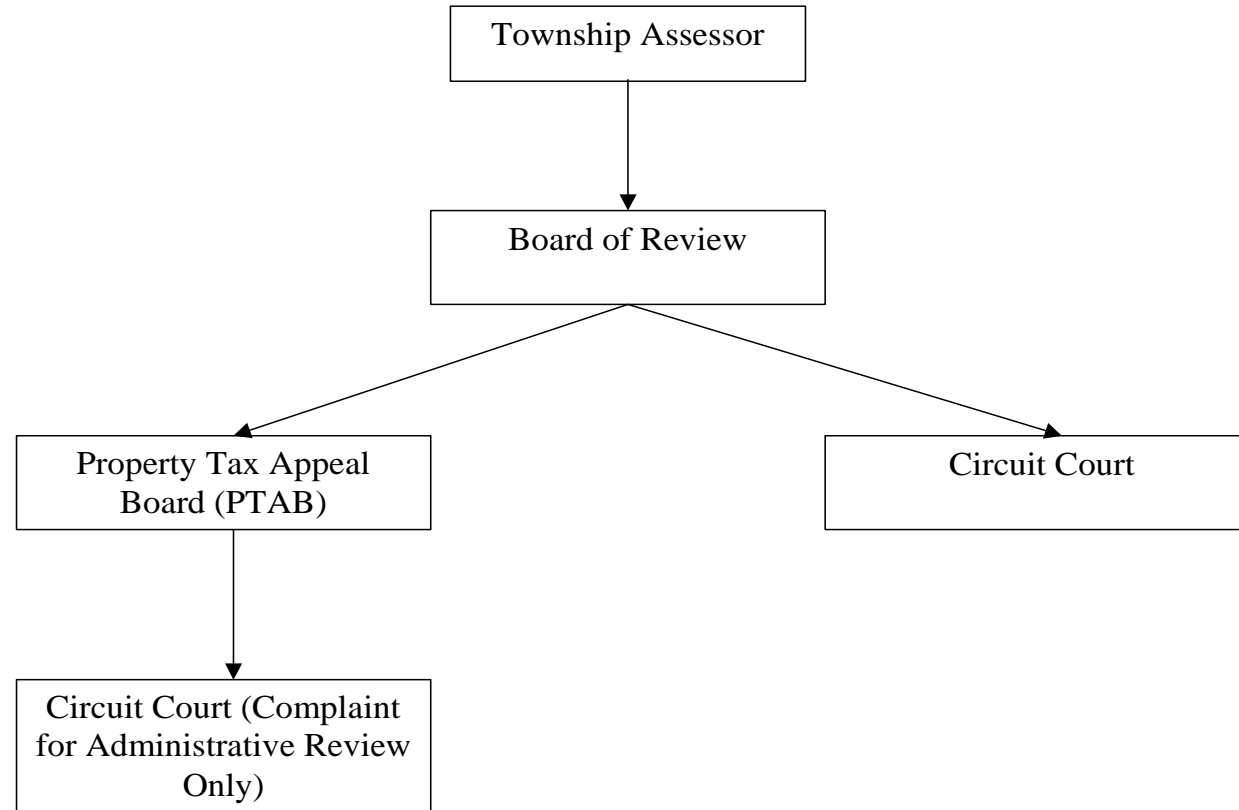 Township Assessor
Board of Review
Property Tax Appeal
Board (PTAB)
Circuit Court
Circuit Court (Complaint
for Administrative Review
Only)